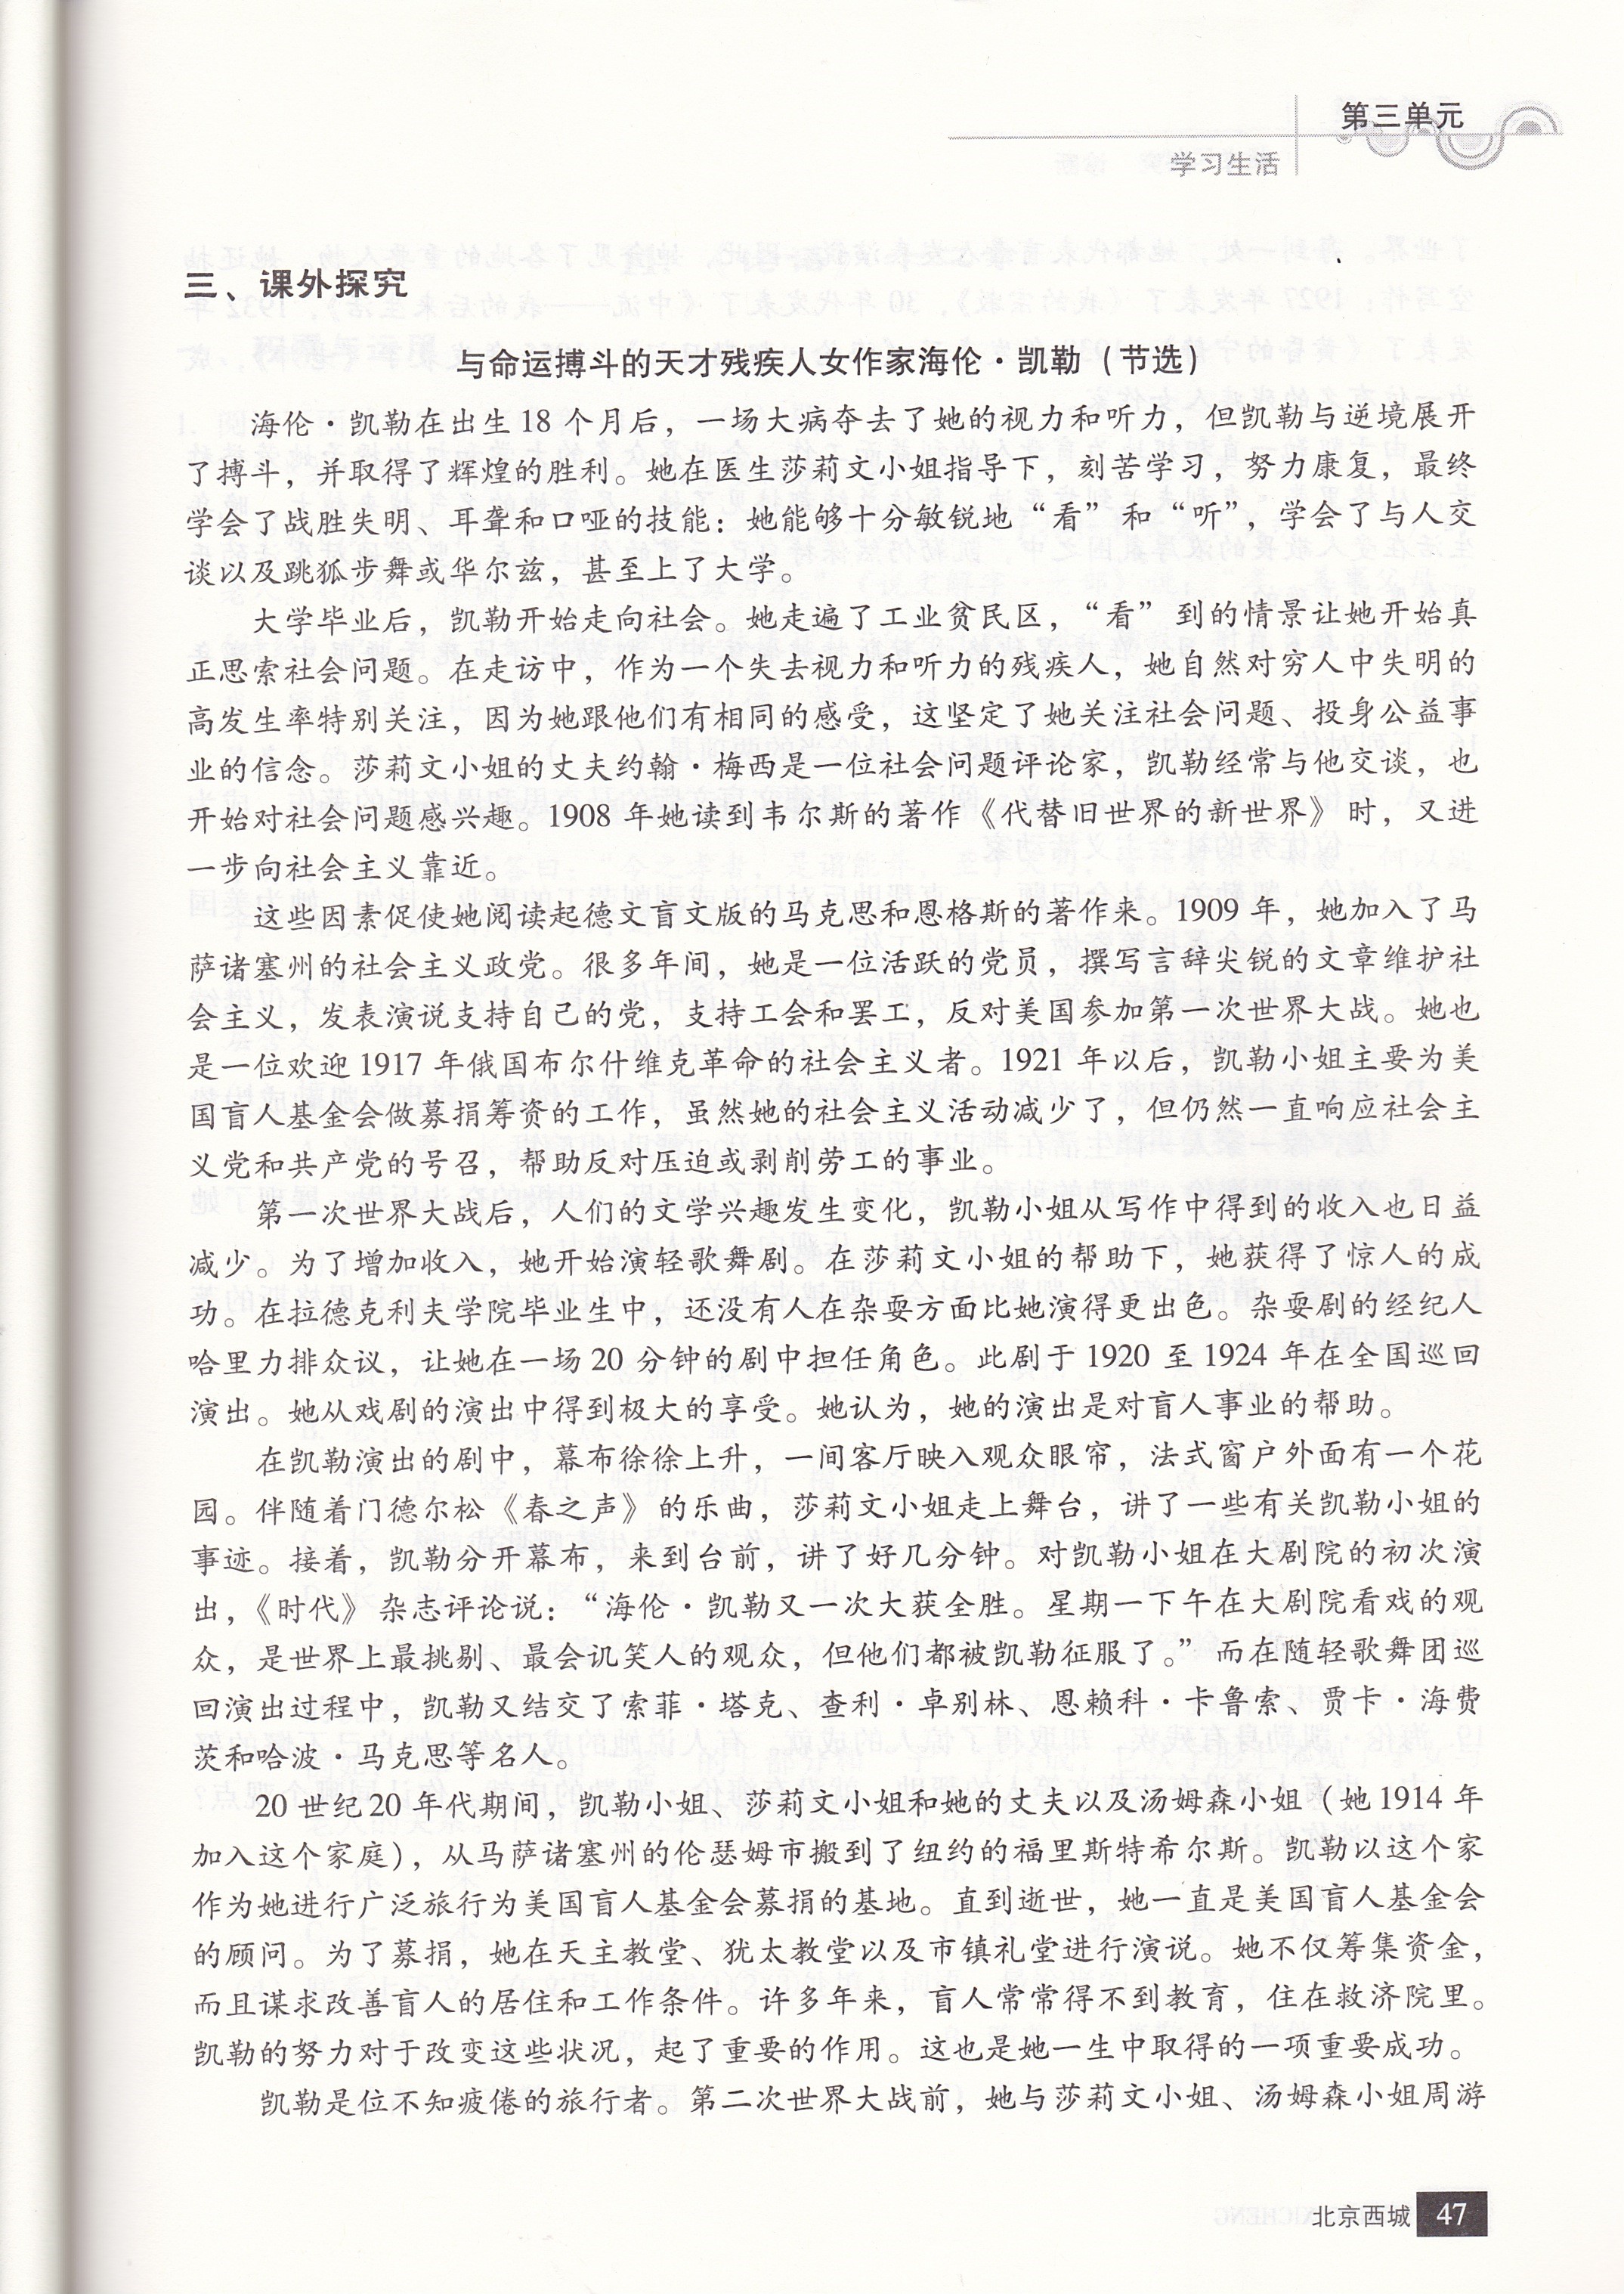 第三单元
学习生活
三、课外探究
与命运搏斗的天才残疾人女作家海伦·凯勒（节选）
海伦·凯勒在出生 18 个月后，一场大病夺去了她的视力和听力，但凯勒与逆境展开
了搏斗，并取得了辉煌的胜利。她在医生莎莉文小姐指导下，刻苦学习，努力康复，最终
学会了战胜失明、耳聋和口哑的技能：她能够十分敏锐地“看”和“听”，学会了与人交
谈以及跳狐步舞或华尔兹，甚至上了大学。
大学毕业后，凯勒开始走向社会。她走遍了工业贫民区，“看”到的情景让她开始真
正思索社会问题。在走访中，作为一个失去视力和听力的残疾人，她自然对穷人中失明的
高发生率特别关注，因为她跟他们有相同的感受，这坚定了她关注社会问题、投身公益事
业的信念。莎莉文小姐的丈夫约翰·梅西是一位社会问题评论家，凯勒经常与他交谈，也
开始对社会问题感兴趣。1908 年她读到韦尔斯的著作《代替旧世界的新世界》时，又进
一步向社会主义靠近。
这些因素促使她阅读起德文盲文版的马克思和恩格斯的著作来。1909 年，她加入了马
萨诸塞州的社会主义政党。很多年间，她是一位活跃的党员，撰写言辞尖锐的文章维护社
会主义，发表演说支持自己的党，支持工会和罢工，反对美国参加第一次世界大战。她也
是一位欢迎 1917 年俄国布尔什维克革命的社会主义者。1921 年以后，凯勒小姐主要为美
国盲人基金会做募捐筹资的工作，虽然她的社会主义活动减少了，但仍然一直响应社会主
义党和共产党的号召，帮助反对压迫或剥削劳工的事业。
第一次世界大战后，人们的文学兴趣发生变化，凯勒小姐从写作中得到的收入也日益
减少。为了增加收入，她开始演轻歌舞剧。在莎莉文小姐的帮助下，她获得了惊人的成
功。在拉德克利夫学院毕业生中，还没有人在杂耍方面比她演得更出色。杂耍剧的经纪人
哈里力排众议，让她在一场 20 分钟的剧中担任角色。此剧于 1920 至 1924 年在全国巡回
演出。她从戏剧的演出中得到极大的享受。她认为，她的演出是对盲人事业的帮助。
在凯勒演出的剧中，幕布徐徐上升，一间客厅映入观众眼帘，法式窗户外面有一个花
园。伴随着门德尔松《春之声》的乐曲，莎莉文小姐走上舞台，讲了一些有关凯勒小姐的
事迹。接着，凯勒分开幕布，来到台前，讲了好几分钟。对凯勒小姐在大剧院的初次演
出，《时代》杂志评论说：“海伦·凯勒又一次大获全胜。星期一下午在大剧院看戏的观
众，是世界上最挑剔、最会讥笑人的观众，但他们都被凯勒征服了。”而在随轻歌舞团巡
回演出过程中，凯勒又结交了索菲·塔克、查利·卓别林、恩赖科·卡鲁索、贾卡·海费
茨和哈波·马克思等名人。
20 世纪 20 年代期间，凯勒小姐、莎莉文小姐和她的丈夫以及汤姆森小姐（她 1914 年
加入这个家庭），从马萨诸塞州的伦瑟姆市搬到了纽约的福里斯特希尔斯。凯勒以这个家
作为她进行广泛旅行为美国盲人基金会募捐的基地。直到逝世，她一直是美国盲人基金会
的顾问。为了募捐，她在天主教堂、犹太教堂以及市镇礼堂进行演说。她不仅筹集资金，
而且谋求改善盲人的居住和工作条件。许多年来，盲人常常得不到教育，住在救济院里。
凯勒的努力对于改变这些状况，起了重要的作用。这也是她一生中取得的一项重要成功。
凯勒是位不知疲倦的旅行者。第二次世界大战前，她与莎莉文小姐、汤姆森小姐周游
北京西城 47